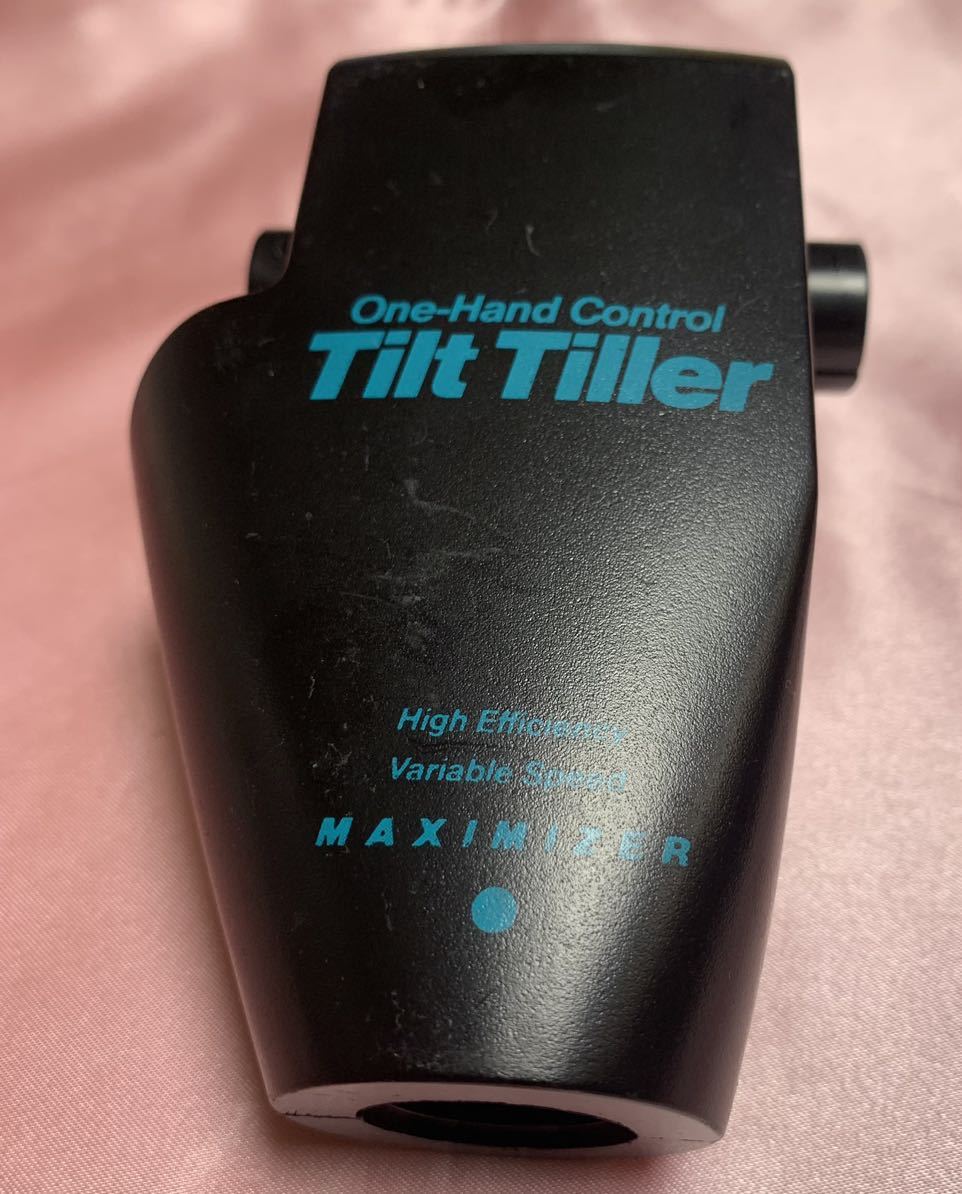 One-Hand Control
Tilt Tiller
High Efficiency
Variable Speed
MAXIMIZER